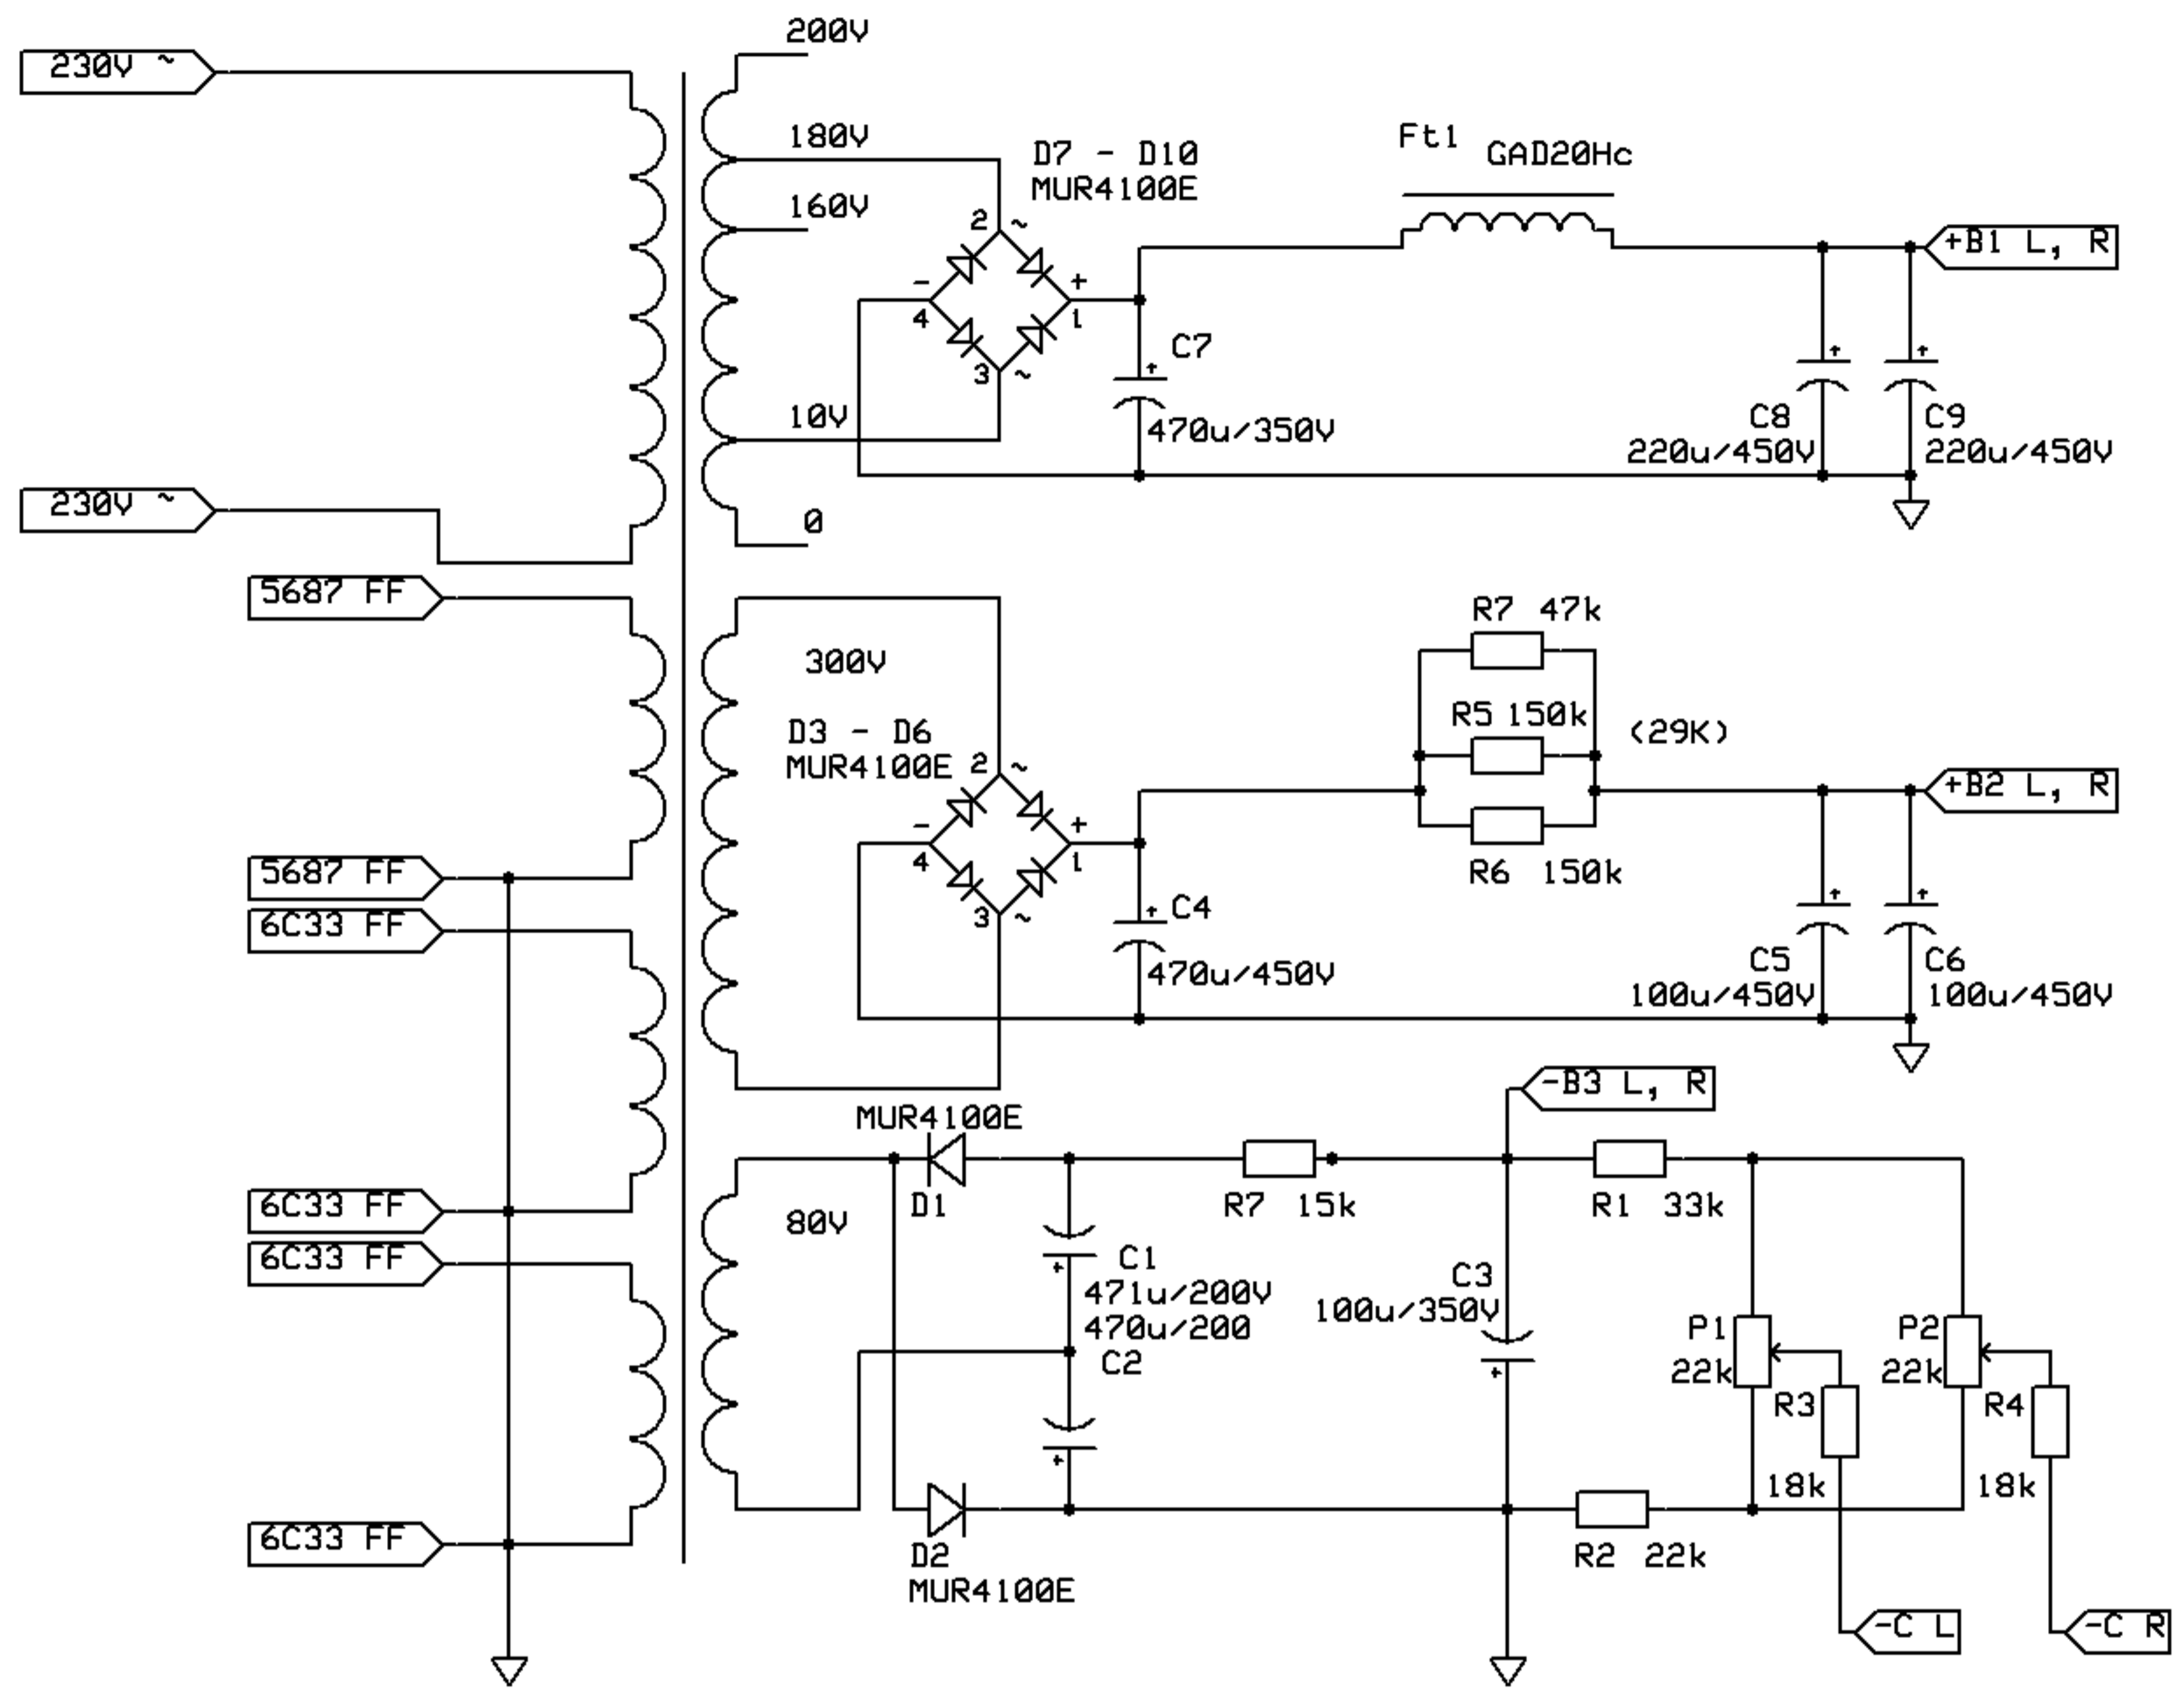 200V
230V ~
180V
D7 - D10
MUR4100E
Ft1 GAD20Hc
160V
2 ~
+B1 L, R
- +
4 1
C7
+
3 ~
+ +
10V
470u/350V
C8
220u/450V
C9
220u/450V
230V ~
0
5687 FF
R7 47k
300V
R5 150k
(29K)
D3 - D6
MUR4100E
2 ~
+B2 L, R
- +
4 1
5687 FF
6C33 FF
3 ~
+ C4
470u/450V
+ +
C5
100u/450V
C6
100u/450V
-B3 L, R
MUR4100E
D1
R7 15k
R1 33k
6C33 FF
6C33 FF
80V
+
C1
471u/200V
470u/200
C2
+
C3
100u/350V
+
P1
22k
P2
22k
R3
18k
R4
18k
6C33 FF
D2
MUR4100E
R2 22k
-C L
-C R